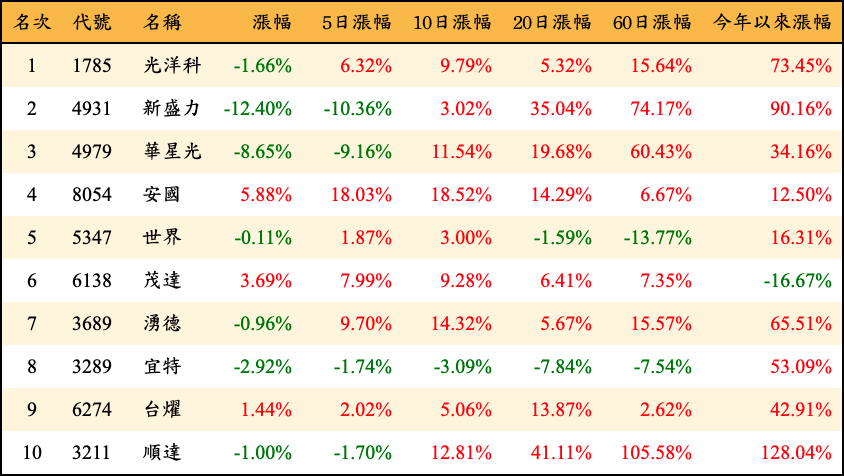 名次 代號 名稱 漲幅 5日漲幅 10日漲幅 20日漲幅 60日漲幅 今年以來漲幅
1 1785 光洋科 -1.66% 6.32% 9.79% 5.32% 15.64% 73.45%
2 4931 新盛力 -12.40% -10.36% 3.02% 35.04% 74.17% 90.16%
3 4979 華星光 -8.65% -9.16% 11.54% 19.68% 60.43% 34.16%
4 8054 安國 5.88% 18.03% 18.52% 14.29% 6.67% 12.50%
5 5347 世界 -0.11% 1.87% 3.00% -1.59% -13.77% 16.31%
6 6138 茂達 3.69% 7.99% 9.28% 6.41% 7.35% -16.67%
7 3689 湧德 -0.96% 9.70% 14.32% 5.67% 15.57% 65.51%
8 3289 宜特 -2.92% -1.74% -3.09% -7.84% -7.54% 53.09%
9 6274 台燿 1.44% 2.02% 5.06% 13.87% 2.62% 42.91%
10 3211 順達 -1.00% -1.70% 12.81% 41.11% 105.58% 128.04%